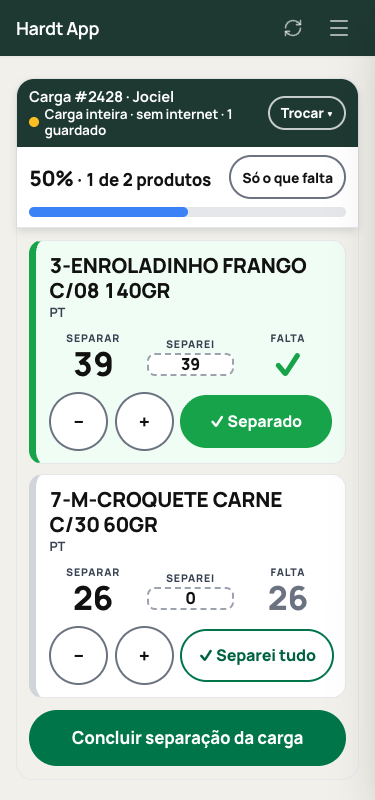 Hardt App
Carga #2428 · Jociel
Carga inteira · sem internet · 1
guardado
Trocar ▾
50% · 1 de 2 produtos
Só o que falta
3-ENROLADINHO FRANGO
C/08 140GR
PT
SEPARAR
SEPAREI
FALTA
39
39
✓
−
+
✓ Separado
7-M-CROQUETE CARNE
C/30 60GR
PT
SEPARAR
SEPAREI
FALTA
26
0
26
−
+
✓ Separei tudo
Concluir separação da carga